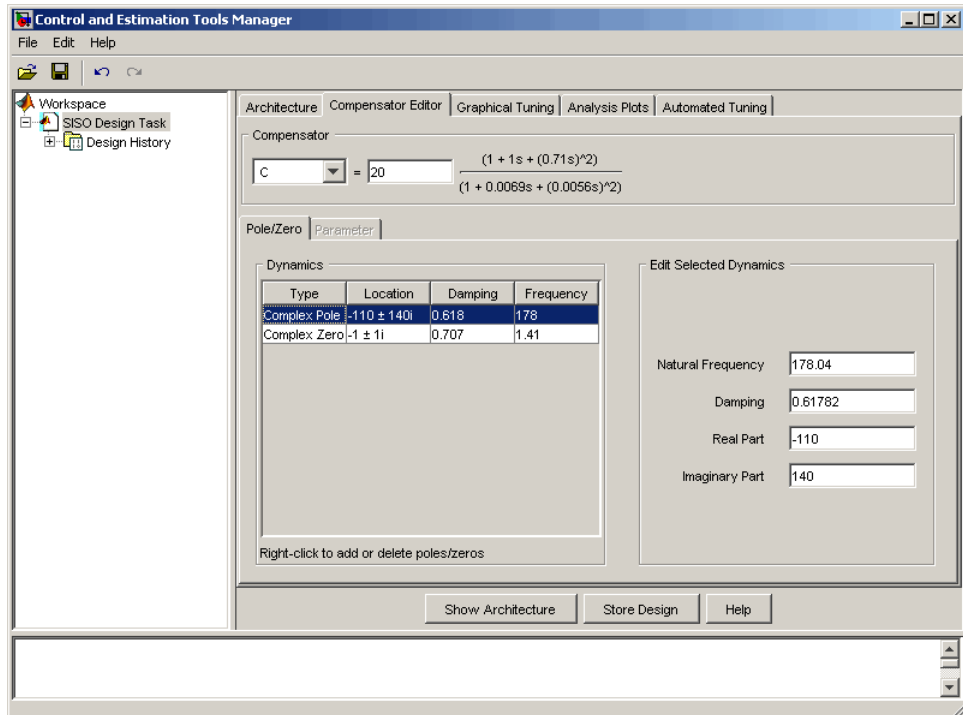 Control and Estimation Tools Manager
File Edit Help
Workspace
SISO Design Task
Design History
Architecture Compensator Editor Graphical Tuning Analysis Plots Automated Tuning
Compensator
C = 20 (1 + 1s + (0.71s)^2)
(1 + 0.0069s + (0.0056s)^2)
Pole/Zero Parameter
Dynamics
Type Location Damping Frequency
Complex Pole -110 ± 140i 0.618 178
Complex Zero -1 ± 1i 0.707 1.41
Right-click to add or delete poles/zeros
Edit Selected Dynamics
Natural Frequency 178.04
Damping 0.61782
Real Part -110
Imaginary Part 140
Show Architecture Store Design Help